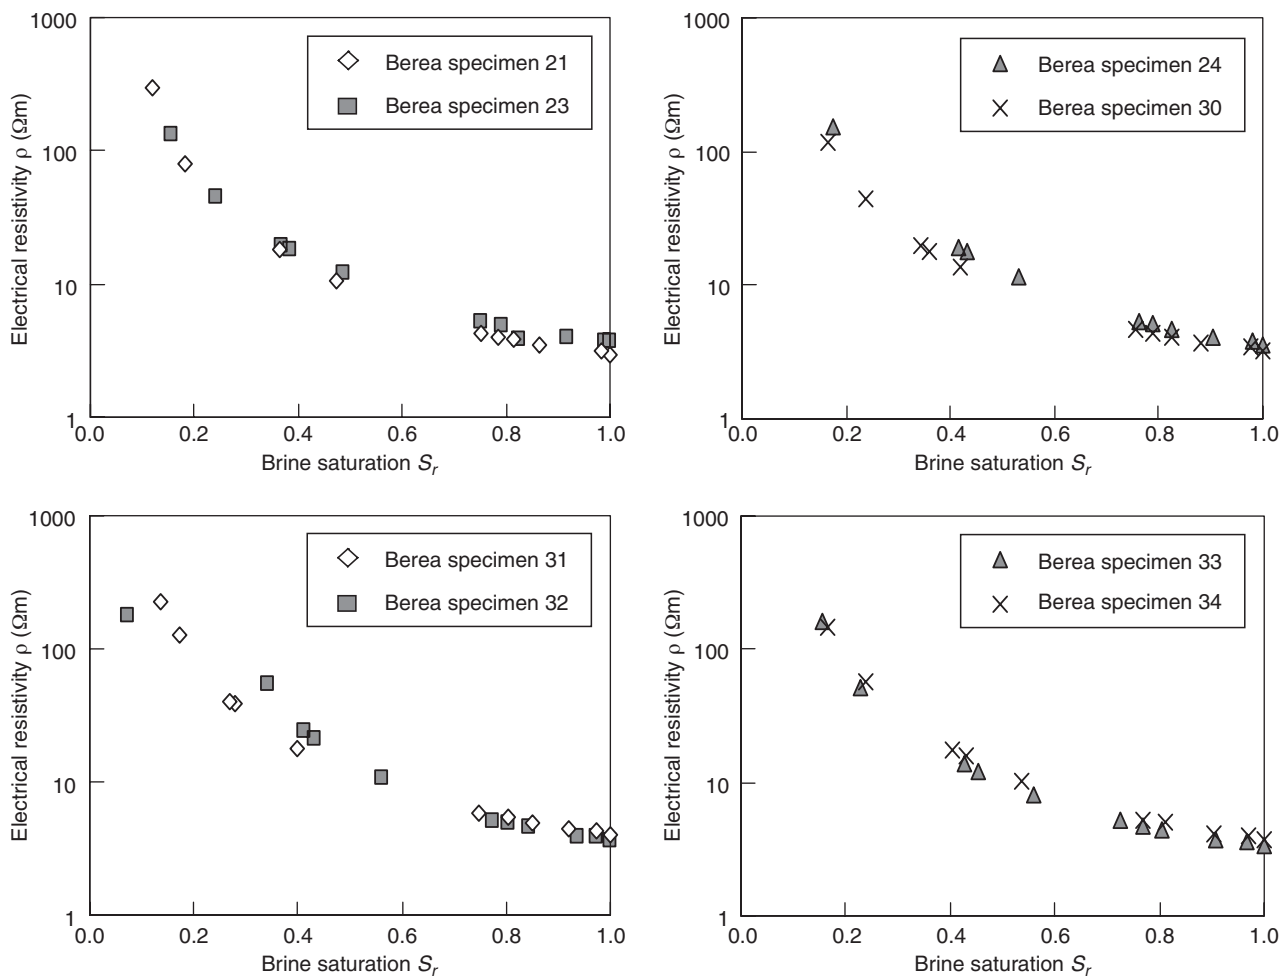 1000
100
10
1
Electrical resistivity ρ (Ωm)
Berea specimen 21
Berea specimen 23
0.0 0.2 0.4 0.6 0.8 1.0
Brine saturation Sr
1000
100
10
1
Electrical resistivity ρ (Ωm)
Berea specimen 24
Berea specimen 30
0.0 0.2 0.4 0.6 0.8 1.0
Brine saturation Sr
1000
100
10
1
Electrical resistivity ρ (Ωm)
Berea specimen 31
Berea specimen 32
0.0 0.2 0.4 0.6 0.8 1.0
Brine saturation Sr
1000
100
10
1
Electrical resistivity ρ (Ωm)
Berea specimen 33
Berea specimen 34
0.0 0.2 0.4 0.6 0.8 1.0
Brine saturation Sr